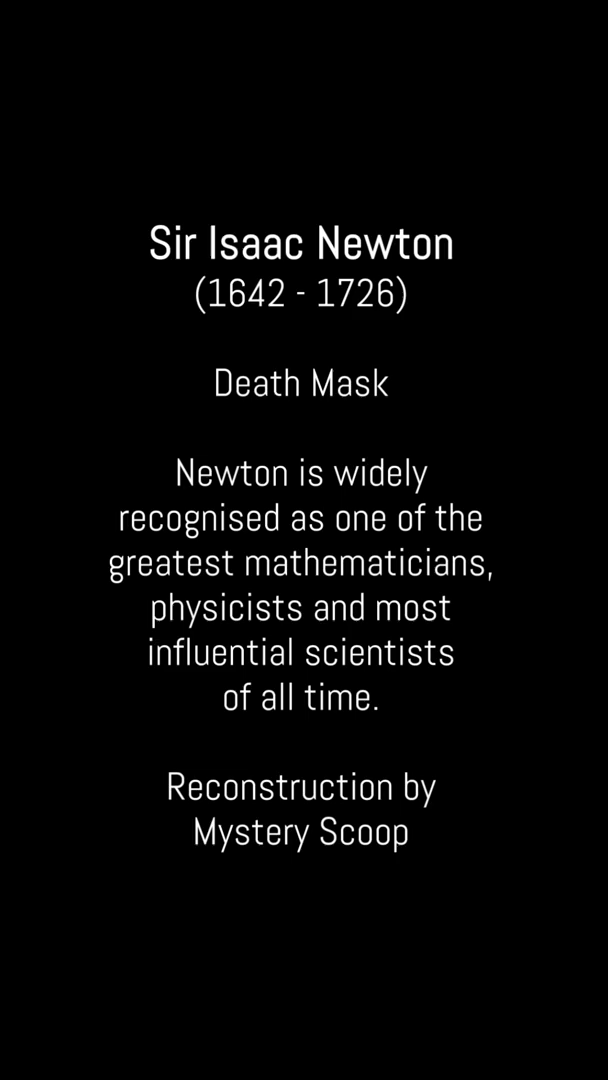 Sir Isaac Newton
(1642 - 1726)
Death Mask
Newton is widely
recognised as one of the
greatest mathematicians,
physicists and most
influential scientists
of all time.
Reconstruction by
Mystery Scoop